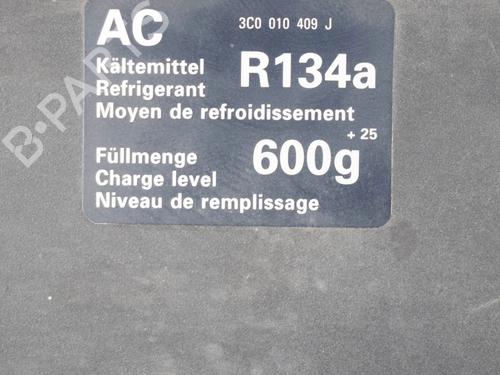 AC 3C0 010 409 J
Kältemittel
Refrigerant R134a
Moyen de refroidissement
+ 25
Füllmenge 600g
Charge level
Niveau de remplissage
B-PARTS